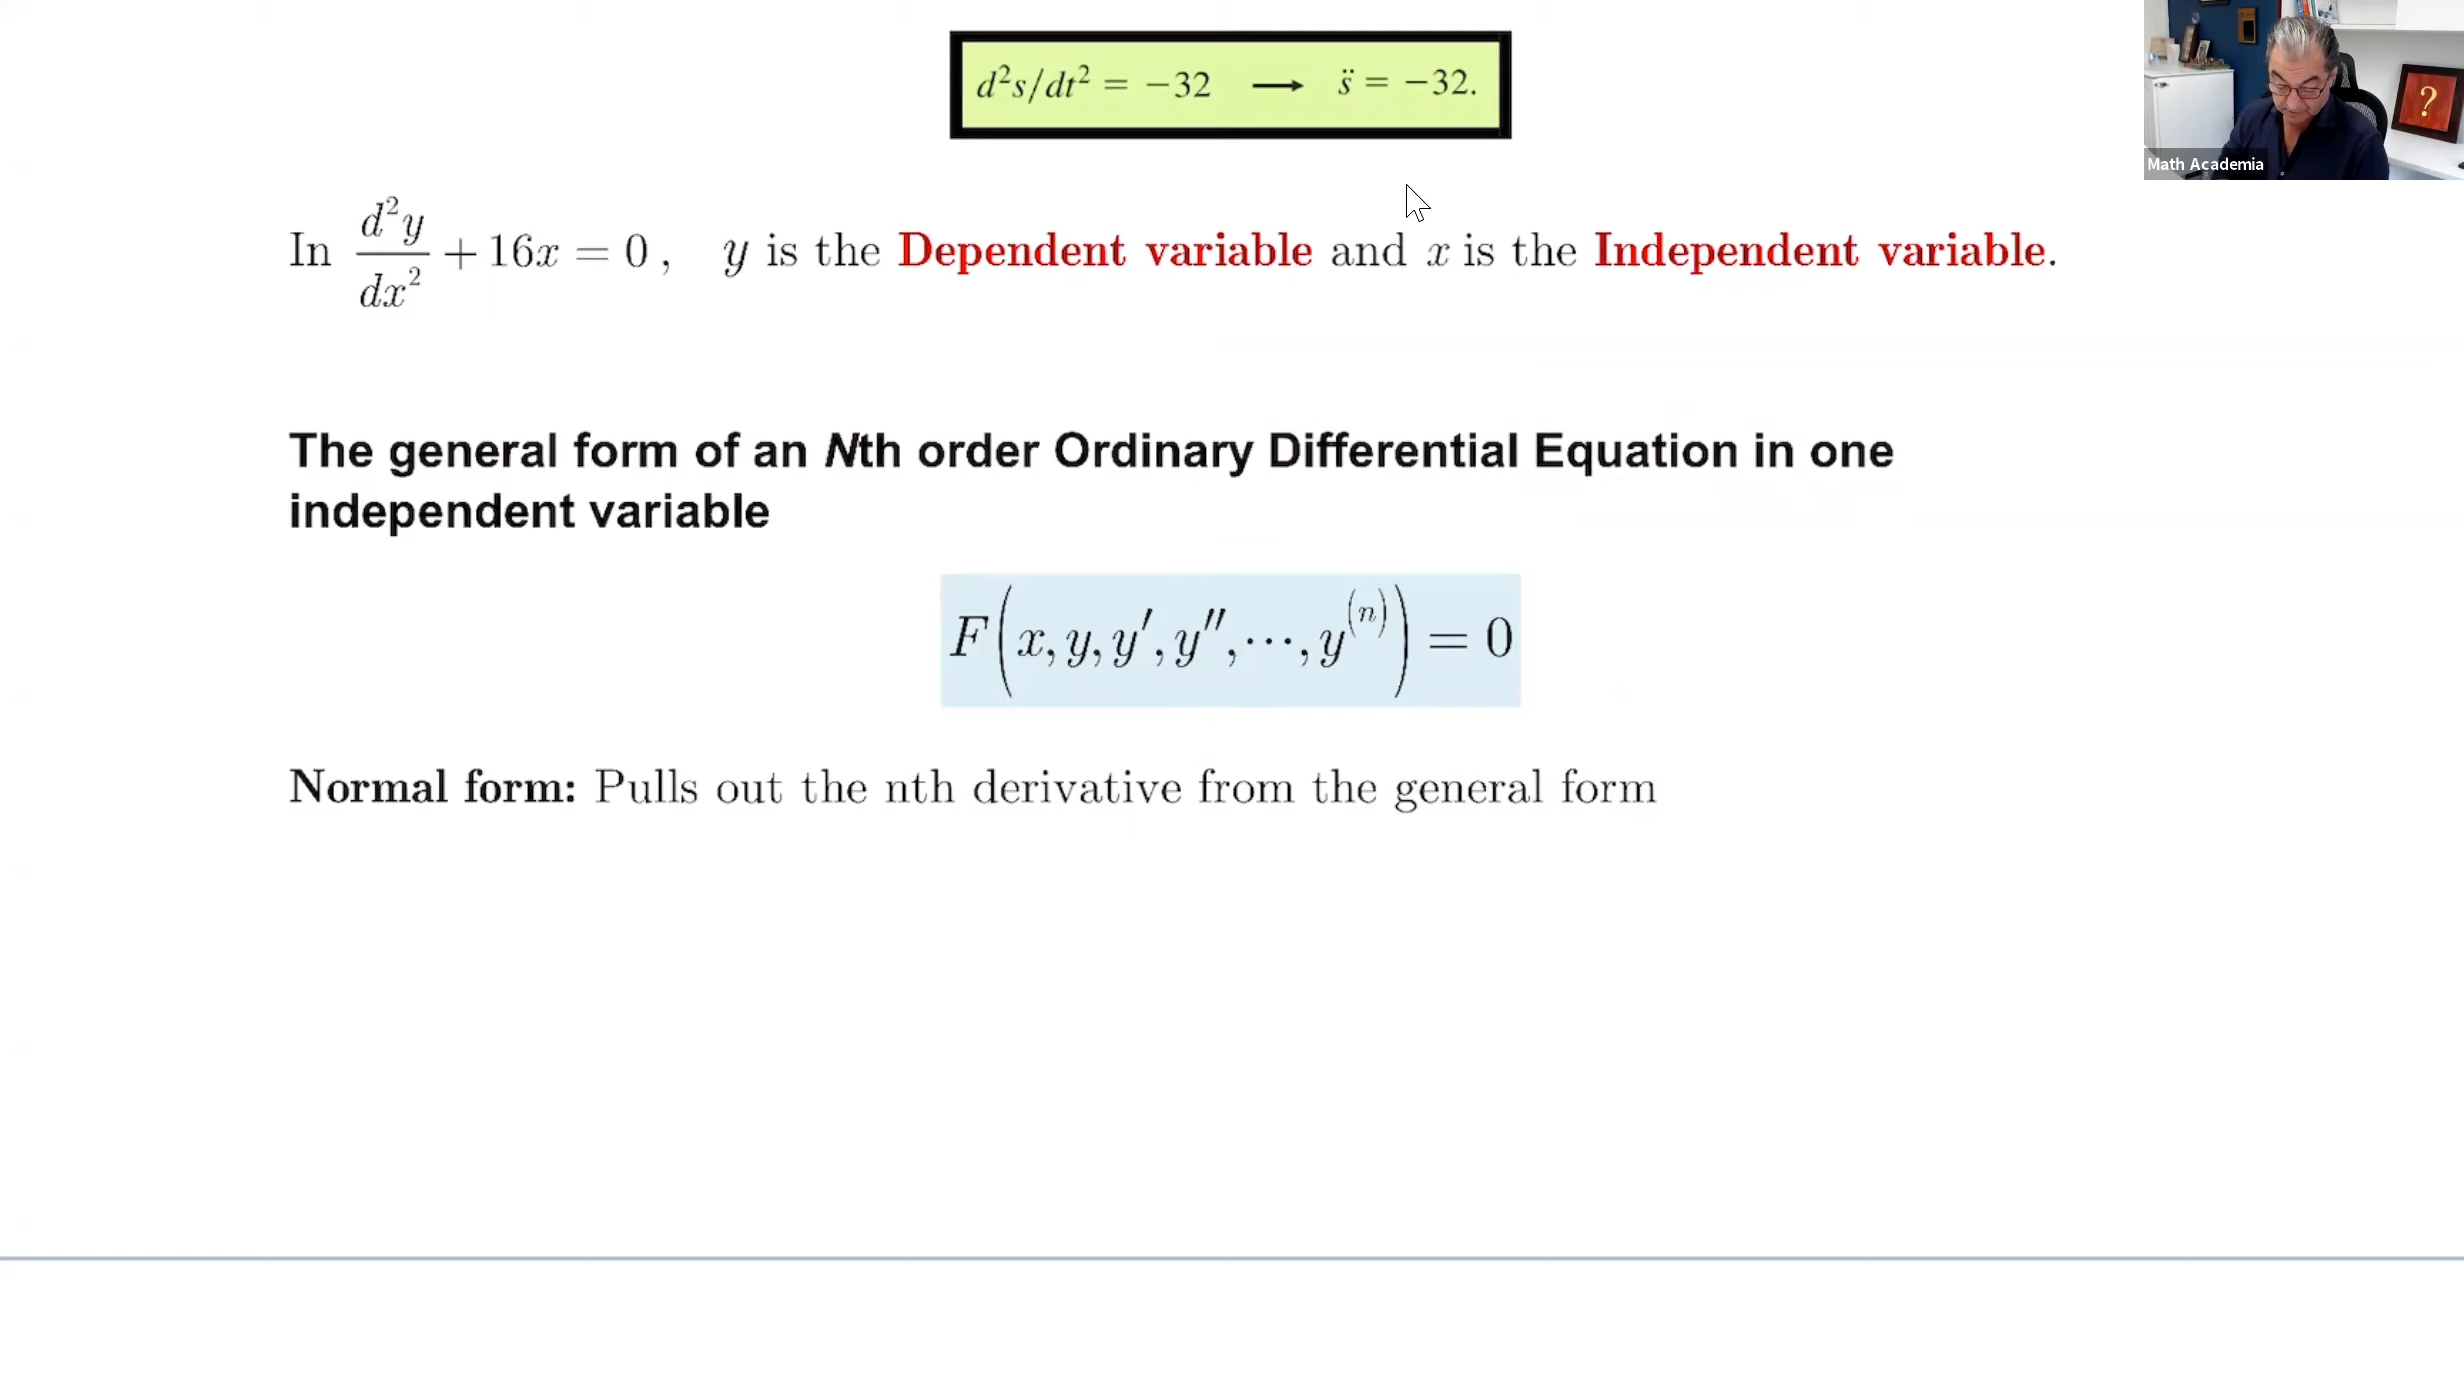 d²s/dt² = −32 ⟶ s̈ = −32.
?
Math Academia
In d²y/dx² + 16x = 0 , y is the Dependent variable and x is the Independent variable.
The general form of an Nth order Ordinary Differential Equation in one
independent variable
F(x, y, y′, y″, ⋯, y⁽ⁿ⁾) = 0
Normal form: Pulls out the nth derivative from the general form